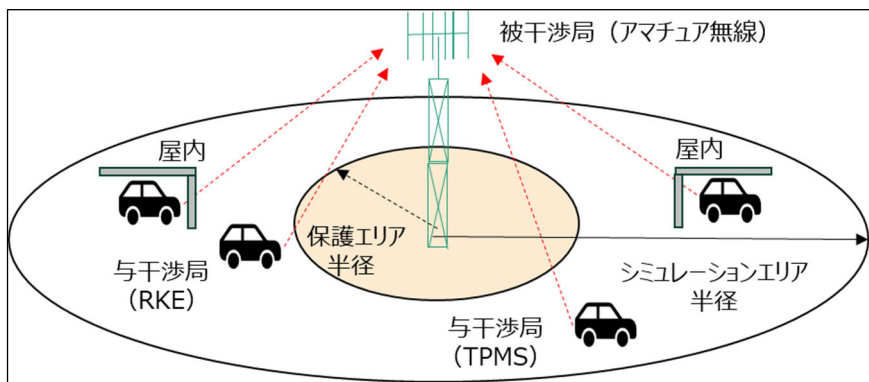 被干渉局（アマチュア無線）
屋内
屋内
保護エリア
半径
与干渉局
（RKE）
シミュレーションエリア
半径
与干渉局
（TPMS）